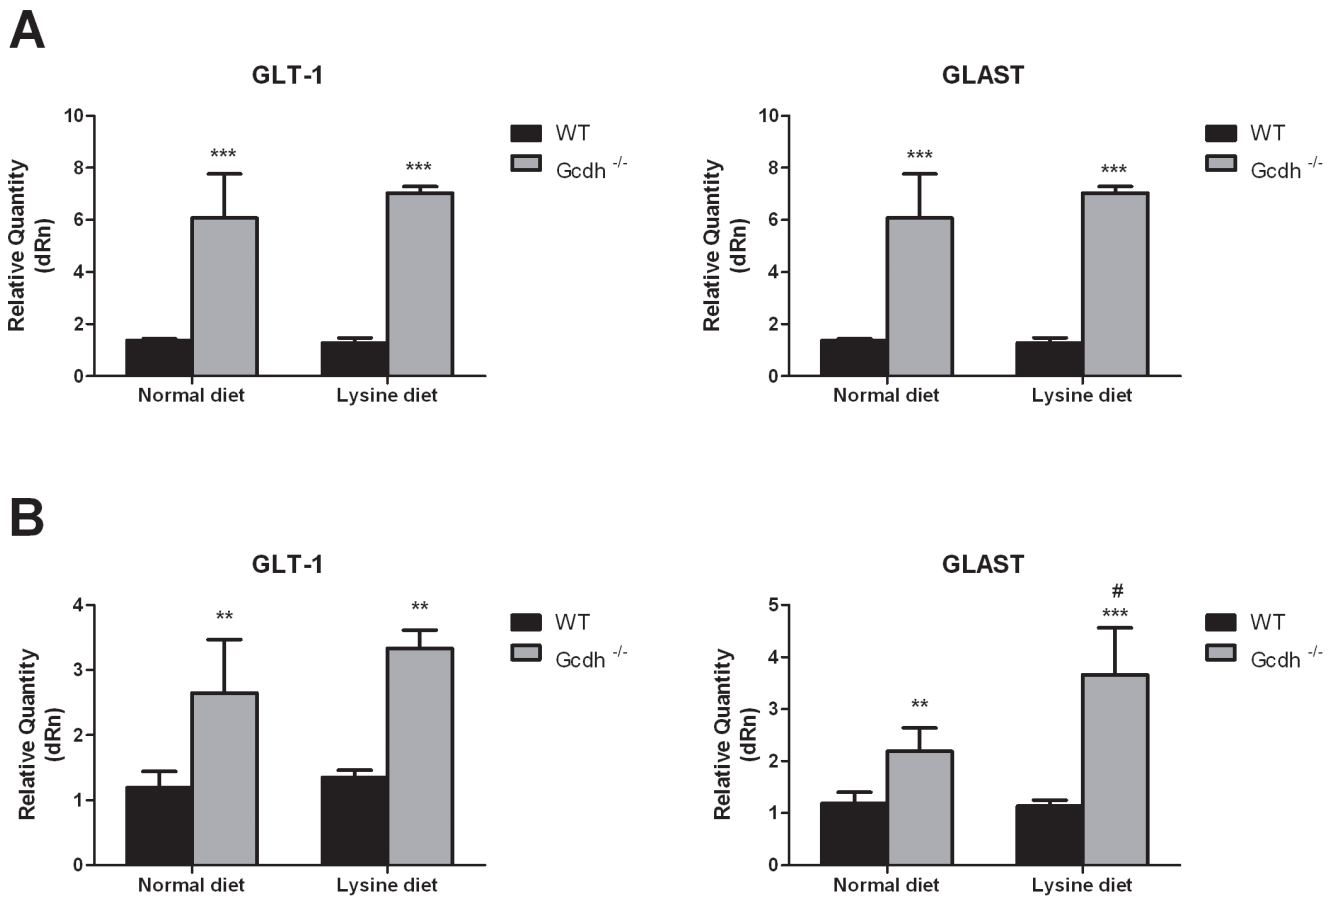 A
GLT-1
10
8
6
4
2
0
Relative Quantity
(dRn)
***
***
Normal diet
Lysine diet
WT
Gcdh -/-
GLAST
10
8
6
4
2
0
Relative Quantity
(dRn)
***
***
Normal diet
Lysine diet
WT
Gcdh -/-
B
GLT-1
4
3
2
1
0
Relative Quantity
(dRn)
**
**
Normal diet
Lysine diet
WT
Gcdh -/-
GLAST
5
4
3
2
1
0
Relative Quantity
(dRn)
**
#
***
Normal diet
Lysine diet
WT
Gcdh -/-